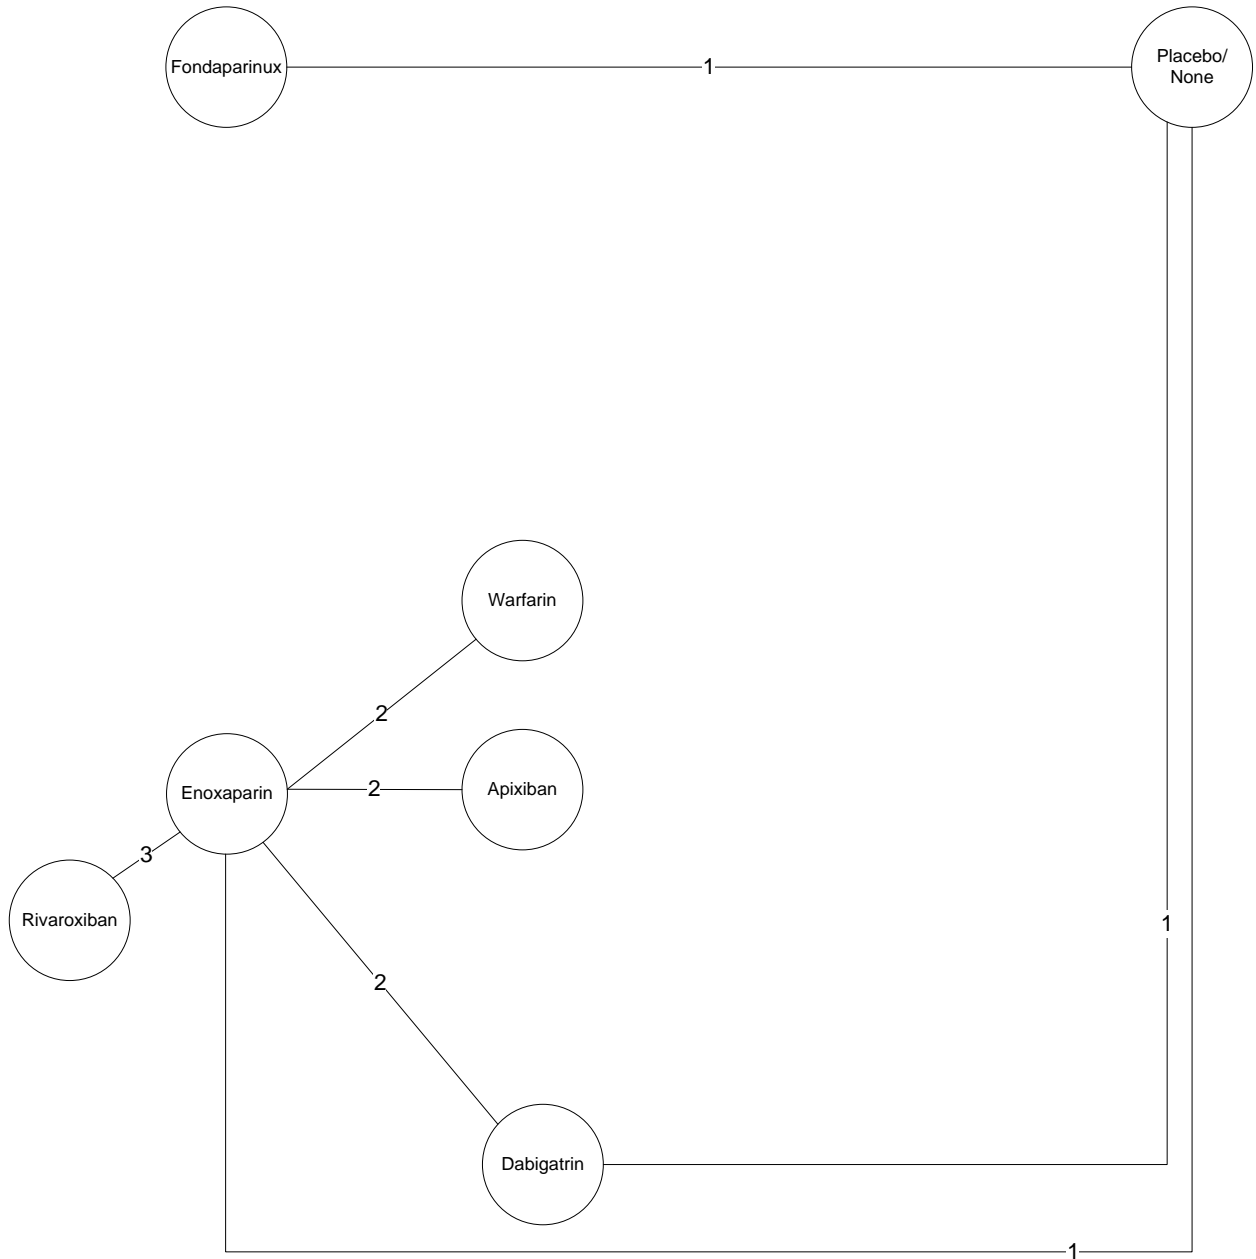 Fondaparinux
1
Placebo/
None
Warfarin
2
Enoxaparin
2
Apixiban
3
Rivaroxiban
1
2
Dabigatrin
1